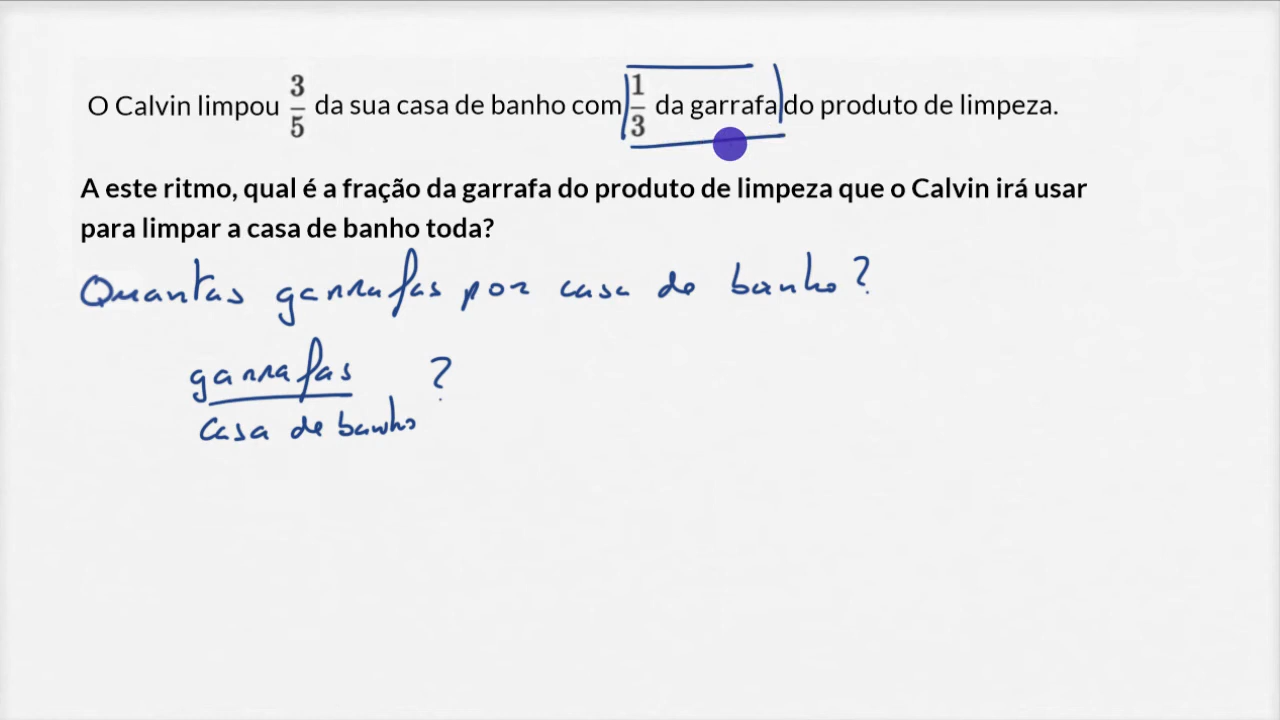 O Calvin limpou 3/5 da sua casa de banho com 1/3 da garrafa do produto de limpeza.
A este ritmo, qual é a fração da garrafa do produto de limpeza que o Calvin irá usar
para limpar a casa de banho toda?
Quantas garrafas por casa de banho?
garrafas ?
casa de banho